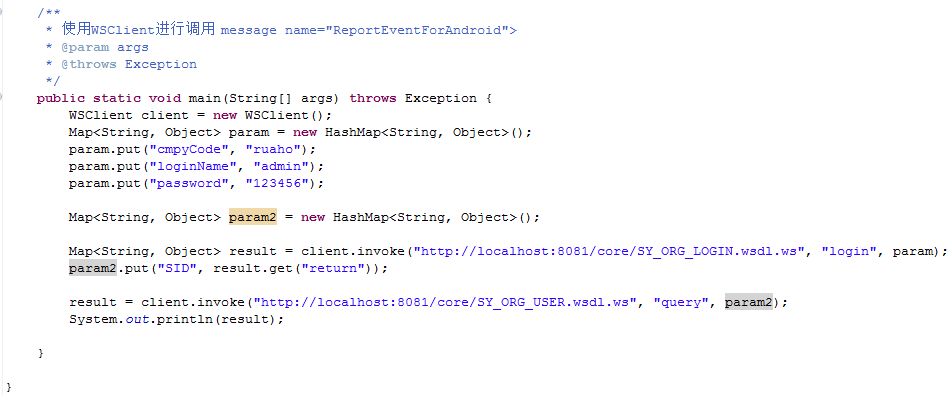 /**
 * 使用WSClient进行调用 message name="ReportEventForAndroid">
 * @param args
 * @throws Exception
 */
public static void main(String[] args) throws Exception {
    WSClient client = new WSClient();
    Map<String, Object> param = new HashMap<String, Object>();
    param.put("cmpyCode", "ruaho");
    param.put("loginName", "admin");
    param.put("password", "123456");
    Map<String, Object> param2 = new HashMap<String, Object>();
    Map<String, Object> result = client.invoke("http://localhost:8081/core/SY_ORG_LOGIN.wsdl.ws", "login", param);
    param2.put("SID", result.get("return"));
    result = client.invoke("http://localhost:8081/core/SY_ORG_USER.wsdl.ws", "query", param2);
    System.out.println(result);
}
}